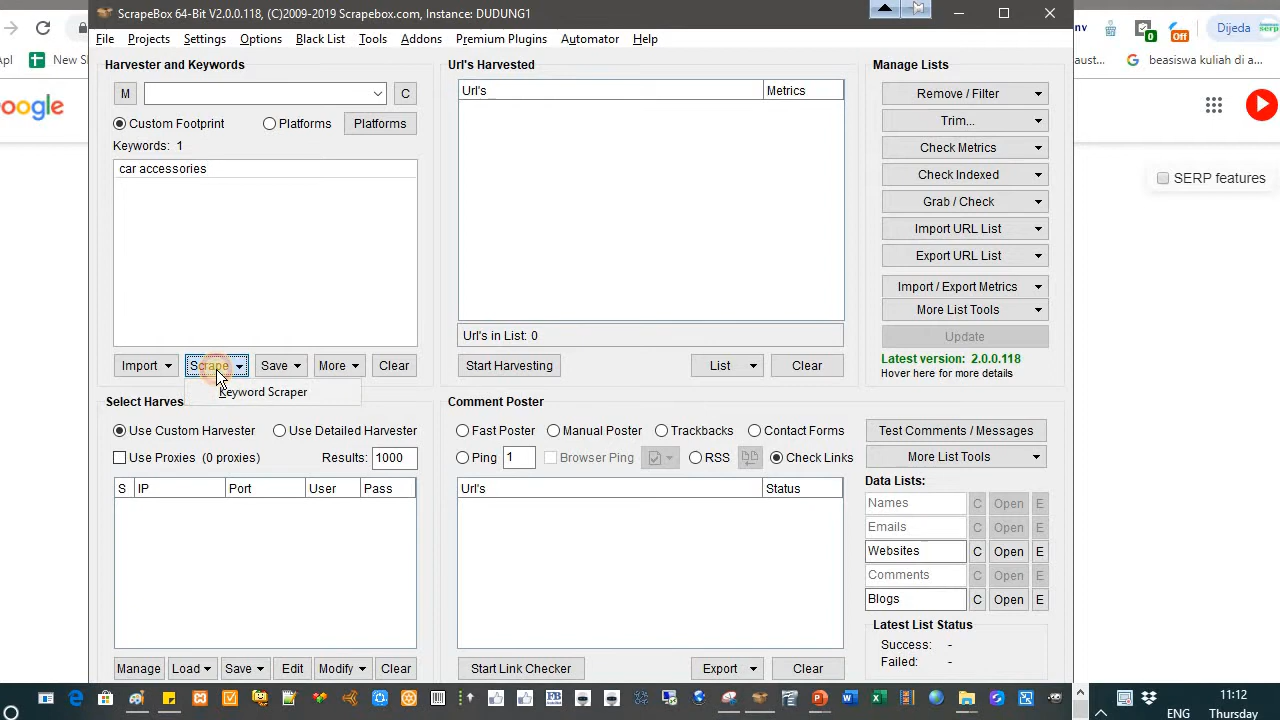 ScrapeBox 64-Bit V2.0.0.118, (C)2009-2019 Scrapebox.com, Instance: DUDUNG1
File Projects Settings Options Black List Tools Addons Premium Plugins Automator Help
Apl New Sh
nv 0 Off Dijeda
aust... beasiswa kuliah di a...
oogle
SERP features
Harvester and Keywords
M C
Custom Footprint Platforms Platforms
Keywords: 1
car accessories
Import Scrape Save More Clear
Keyword Scraper
Url's Harvested
Url's Metrics
Url's in List: 0
Start Harvesting List Clear
Manage Lists
Remove / Filter
Trim...
Check Metrics
Check Indexed
Grab / Check
Import URL List
Export URL List
Import / Export Metrics
More List Tools
Update
Latest version: 2.0.0.118
Hover here for more details
Select Harves
Use Custom Harvester Use Detailed Harvester
Use Proxies (0 proxies) Results: 1000
S IP Port User Pass
Manage Load Save Edit Modify Clear
Comment Poster
Fast Poster Manual Poster Trackbacks Contact Forms
Ping 1 Browser Ping RSS Check Links
Url's Status
Start Link Checker Export Clear
Test Comments / Messages
More List Tools
Data Lists:
Names C Open E
Emails C Open E
Websites C Open E
Comments C Open E
Blogs C Open E
Latest List Status
Success: -
Failed: -
11:12
ENG Thursday